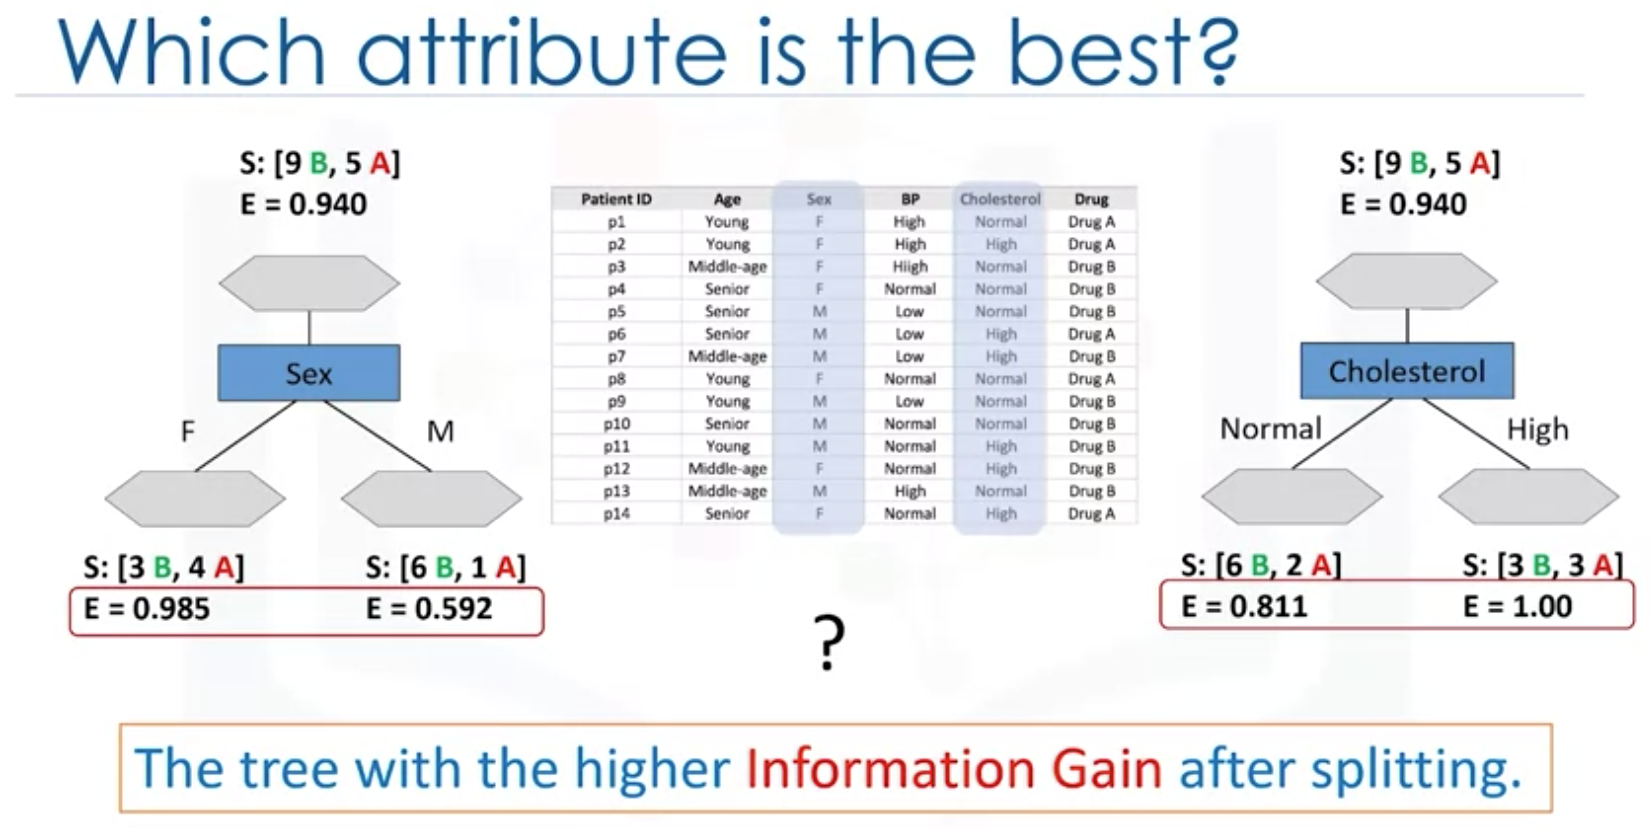 Which attribute is the best?
S: [9 B, 5 A]
E = 0.940
Sex
F M
S: [3 B, 4 A] S: [6 B, 1 A]
E = 0.985 E = 0.592
Patient ID Age Sex BP Cholesterol Drug
p1 Young F High Normal Drug A
p2 Young F High High Drug A
p3 Middle-age F Hiigh Normal Drug B
p4 Senior F Normal Normal Drug B
p5 Senior M Low Normal Drug B
p6 Senior M Low High Drug A
p7 Middle-age M Low High Drug B
p8 Young F Normal Normal Drug A
p9 Young M Low Normal Drug B
p10 Senior M Normal Normal Drug B
p11 Young M Normal High Drug B
p12 Middle-age F Normal High Drug B
p13 Middle-age M High Normal Drug B
p14 Senior F Normal High Drug A
?
S: [9 B, 5 A]
E = 0.940
Cholesterol
Normal High
S: [6 B, 2 A] S: [3 B, 3 A]
E = 0.811 E = 1.00
The tree with the higher Information Gain after splitting.